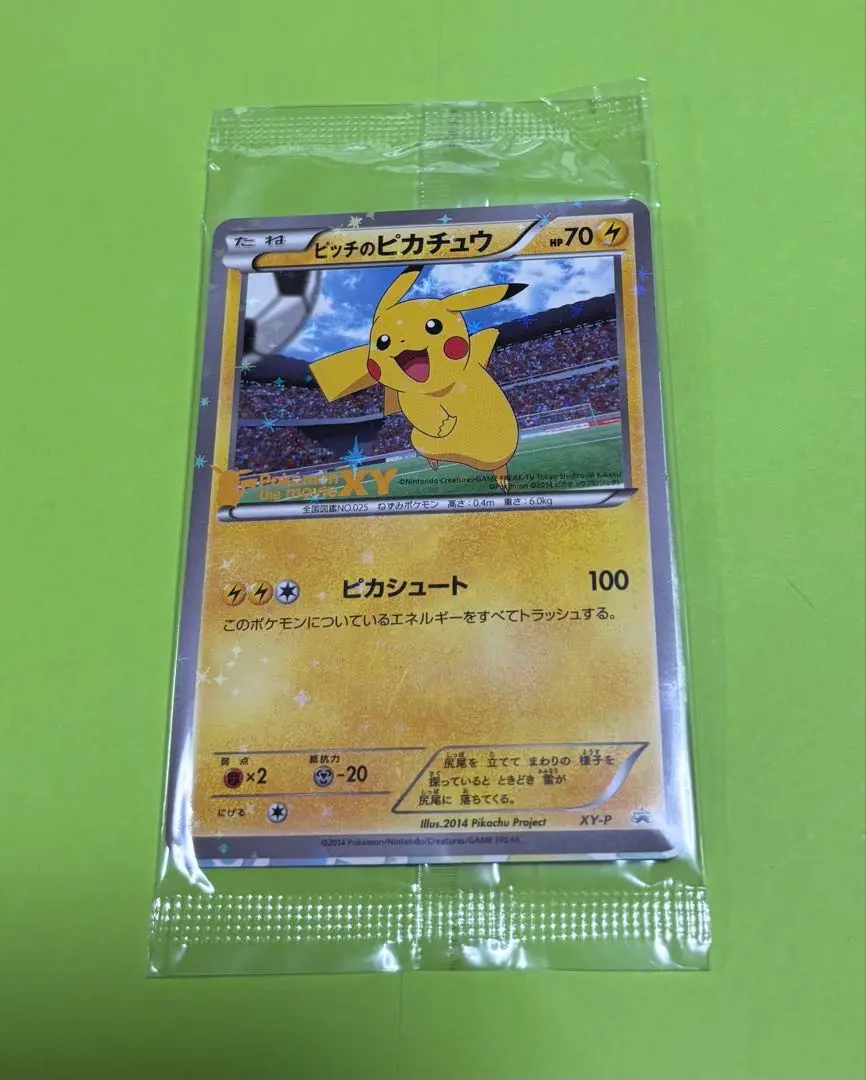 たね ピッチのピカチュウ HP70
Pokémon
the movie XY
©Nintendo・Creatures・GAME FREAK・TV Tokyo・ShoPro・JR Kikaku
©Pokémon ©2014 ピカチュウプロジェクト
全国図鑑NO.025 ねずみポケモン 高さ:0.4m 重さ:6.0kg
ピカシュート 100
このポケモンについているエネルギーをすべてトラッシュする。
弱点 抵抗力
×2 -20
にげる
尻尾を 立てて まわりの 様子を
探っていると ときどき 雷が
尻尾に 落ちてくる。
Illus.2014 Pikachu Project XY-P
©2014 Pokémon/Nintendo/Creatures/GAME FREAK.